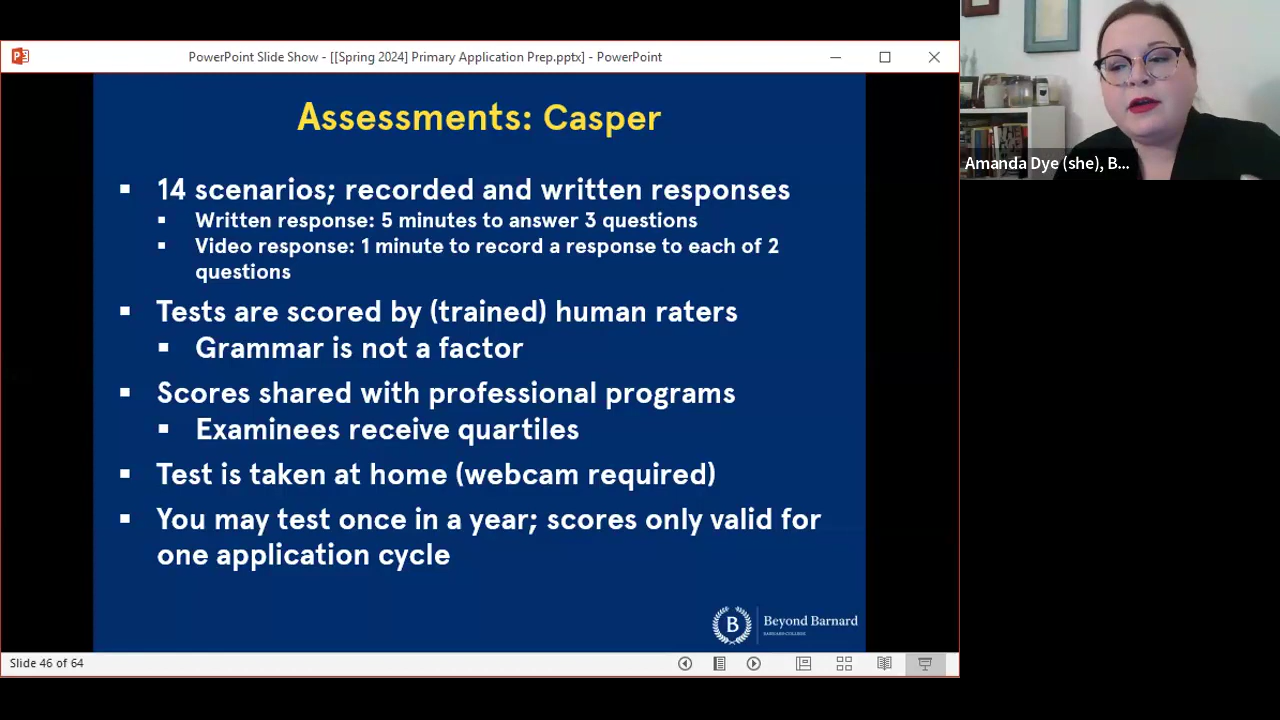 PowerPoint Slide Show - [[Spring 2024] Primary Application Prep.pptx] - PowerPoint
Assessments: Casper
▪ 14 scenarios; recorded and written responses
▪ Written response: 5 minutes to answer 3 questions
▪ Video response: 1 minute to record a response to each of 2
questions
▪ Tests are scored by (trained) human raters
▪ Grammar is not a factor
▪ Scores shared with professional programs
▪ Examinees receive quartiles
▪ Test is taken at home (webcam required)
▪ You may test once in a year; scores only valid for
one application cycle
B
Beyond Barnard
BARNARD COLLEGE
Slide 46 of 64
Amanda Dye (she), B...